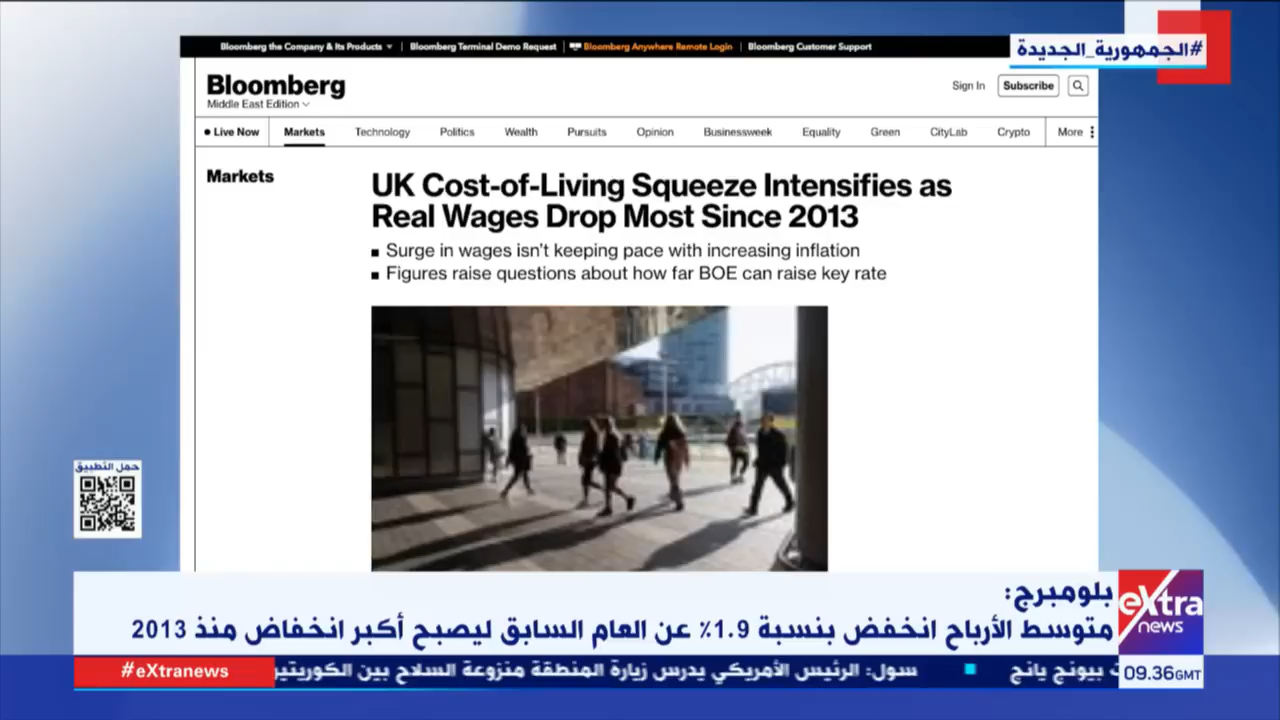 Bloomberg the Company & Its Products
Bloomberg Terminal Demo Request
Bloomberg Anywhere Remote Login
Bloomberg Customer Support
#الجمهورية_الجديدة
Bloomberg
Middle East Edition
Sign In
Subscribe
Live Now
Markets
Technology
Politics
Wealth
Pursuits
Opinion
Businessweek
Equality
Green
CityLab
Crypto
More
Markets
UK Cost-of-Living Squeeze Intensifies as
Real Wages Drop Most Since 2013
Surge in wages isn't keeping pace with increasing inflation
Figures raise questions about how far BOE can raise key rate
حمل التطبيق
بلومبرج:
متوسط الأرباح انخفض بنسبة 1.9٪ عن العام السابق ليصبح أكبر انخفاض منذ 2013
eXtra
news
#eXtranews
ت بيونج يانج
سول: الرئيس الأمريكي يدرس زيارة المنطقة منزوعة السلاح بين الكوريتين
09.36GMT